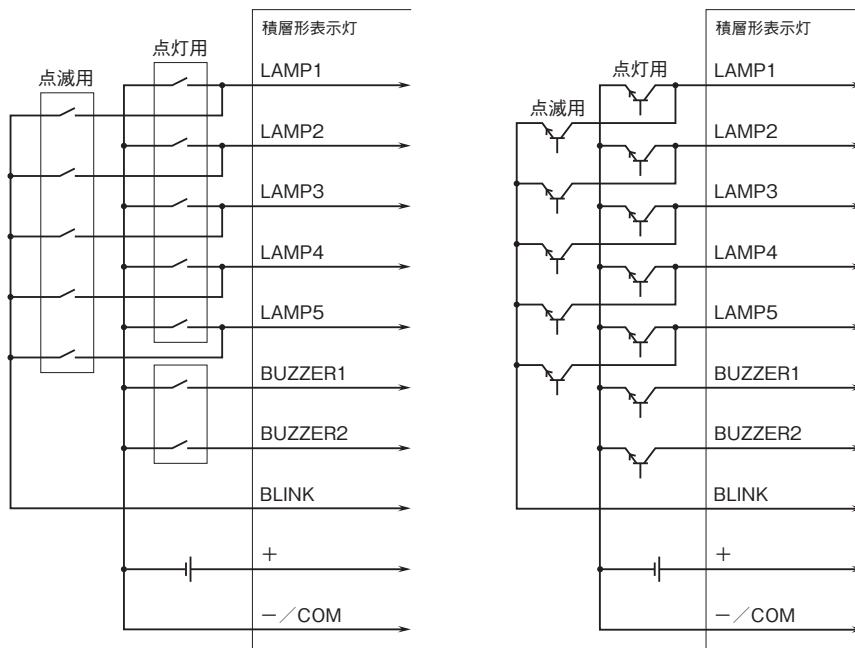 積層形表示灯
点灯用
点滅用
LAMP1
LAMP2
LAMP3
LAMP4
LAMP5
BUZZER1
BUZZER2
BLINK
＋
－／COM
積層形表示灯
点灯用
点滅用
LAMP1
LAMP2
LAMP3
LAMP4
LAMP5
BUZZER1
BUZZER2
BLINK
＋
－／COM